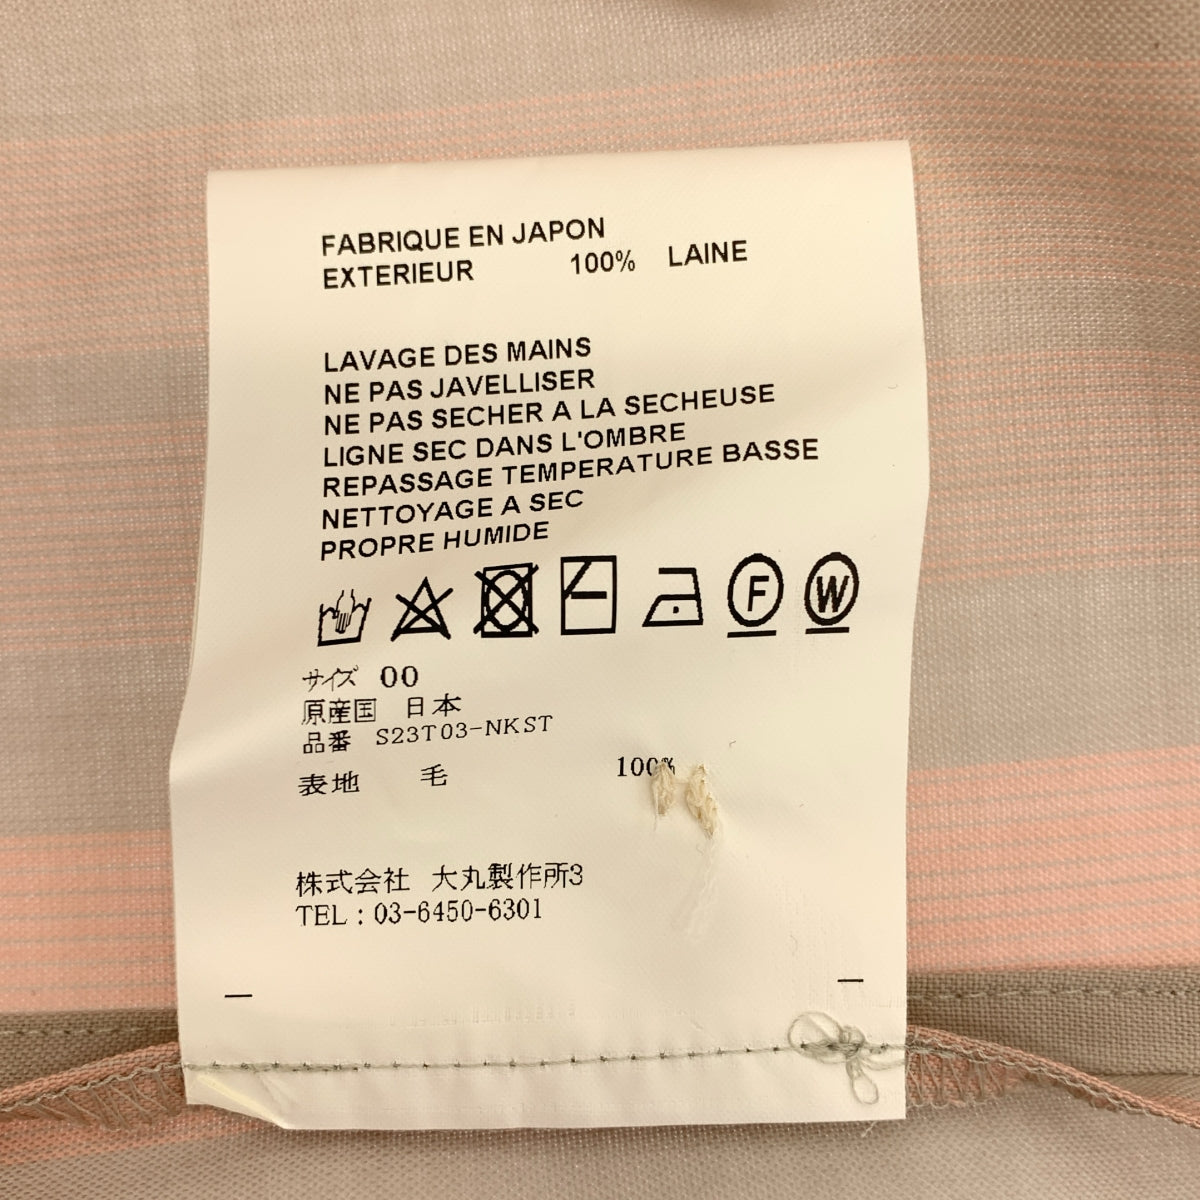 FABRIQUE EN JAPON
EXTERIEUR 100% LAINE
LAVAGE DES MAINS
NE PAS JAVELLISER
NE PAS SECHER A LA SECHEUSE
LIGNE SEC DANS L'OMBRE
REPASSAGE TEMPERATURE BASSE
NETTOYAGE A SEC
PROPRE HUMIDE
F W
サイズ 00
原産国 日本
品番 S23T03-NKST
表地 毛 100%
株式会社 大丸製作所3
TEL：03-6450-6301